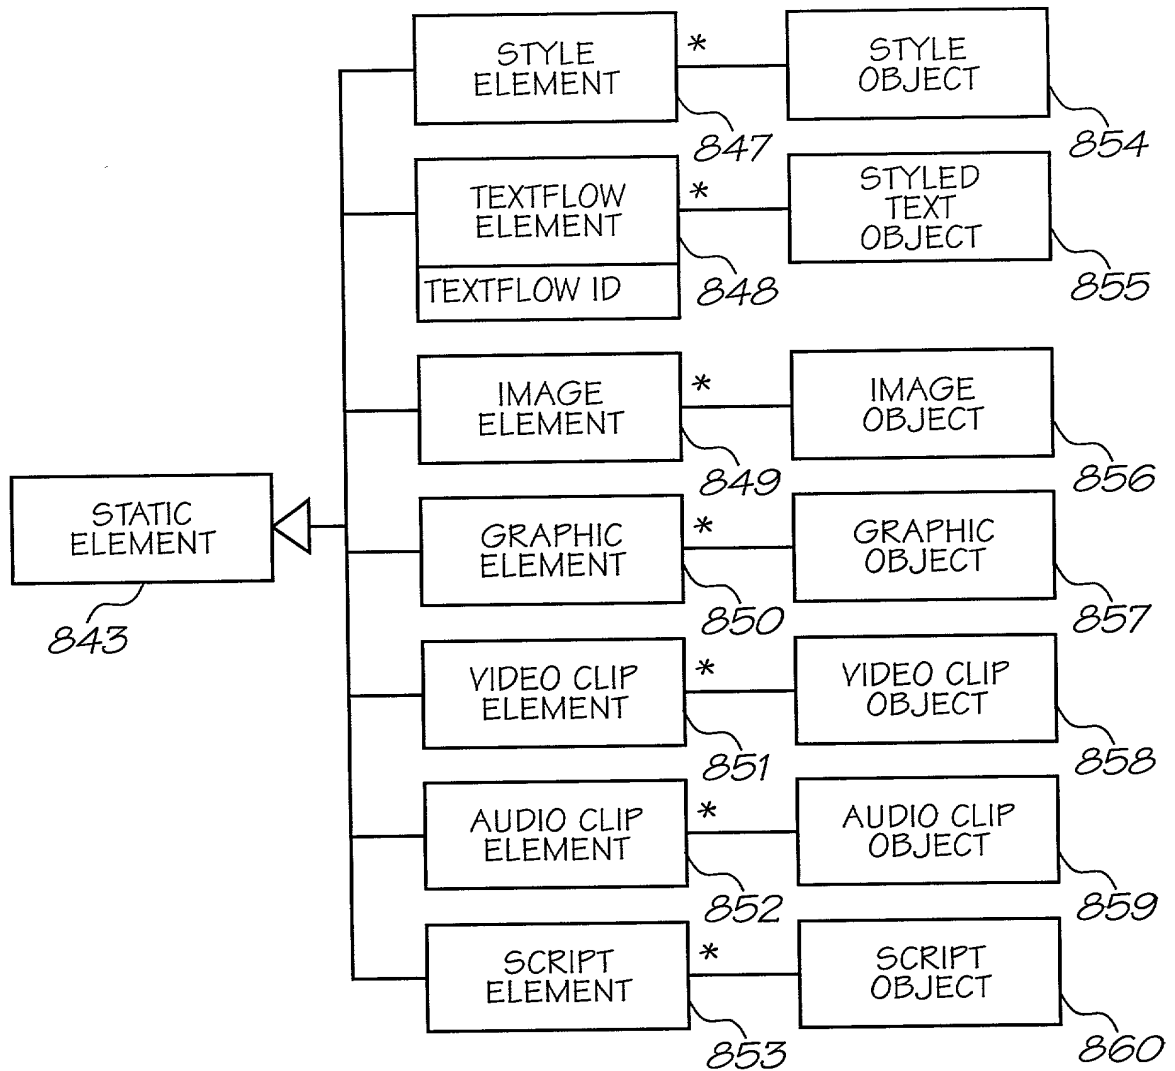 STYLE
ELEMENT
*
847
STYLE
OBJECT
854
TEXTFLOW
ELEMENT
TEXTFLOW ID
*
848
STYLED
TEXT
OBJECT
855
IMAGE
ELEMENT
*
849
IMAGE
OBJECT
856
STATIC
ELEMENT
843
GRAPHIC
ELEMENT
*
850
GRAPHIC
OBJECT
857
VIDEO CLIP
ELEMENT
*
851
VIDEO CLIP
OBJECT
858
AUDIO CLIP
ELEMENT
*
852
AUDIO CLIP
OBJECT
859
SCRIPT
ELEMENT
*
853
SCRIPT
OBJECT
860